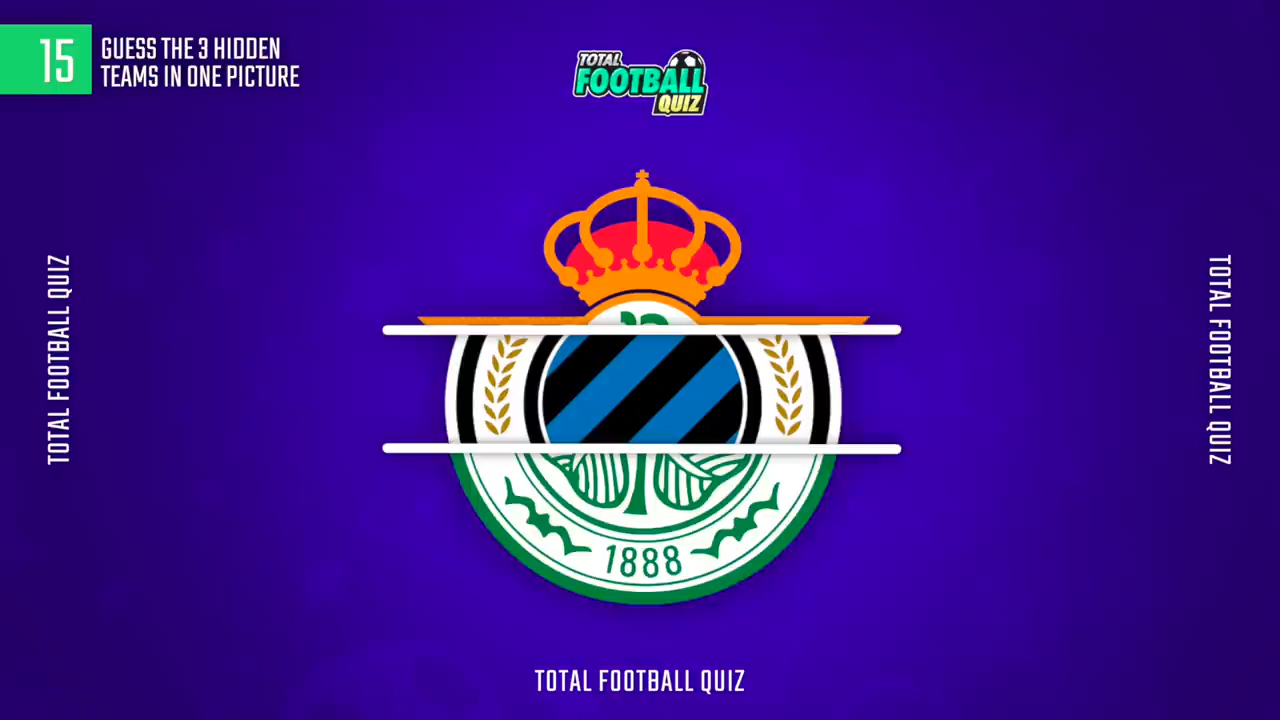 15
GUESS THE 3 HIDDEN
TEAMS IN ONE PICTURE
TOTAL
FOOTBALL
QUIZ
TOTAL FOOTBALL QUIZ
TOTAL FOOTBALL QUIZ
1888
TOTAL FOOTBALL QUIZ